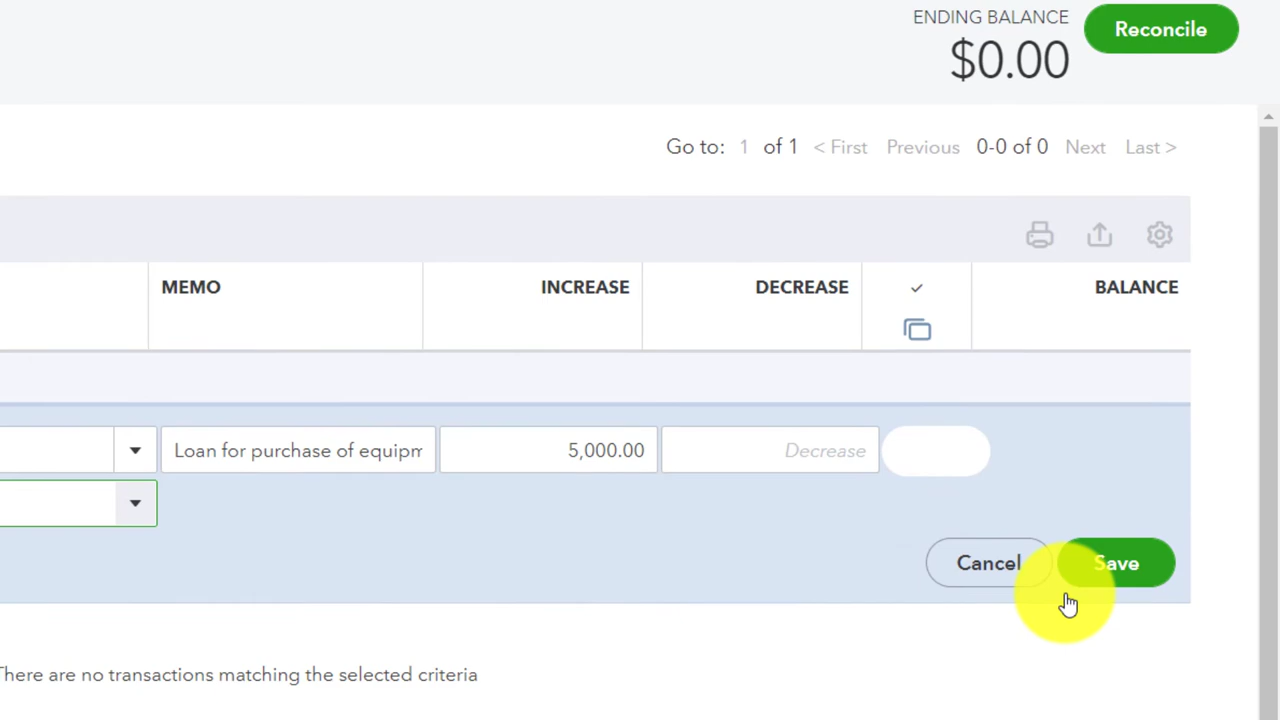 ENDING BALANCE
$0.00
Reconcile
Go to: 1 of 1 < First Previous 0-0 of 0 Next Last >
MEMO INCREASE DECREASE ✓ BALANCE
Loan for purchase of equipm 5,000.00 Decrease
Cancel Save
There are no transactions matching the selected criteria